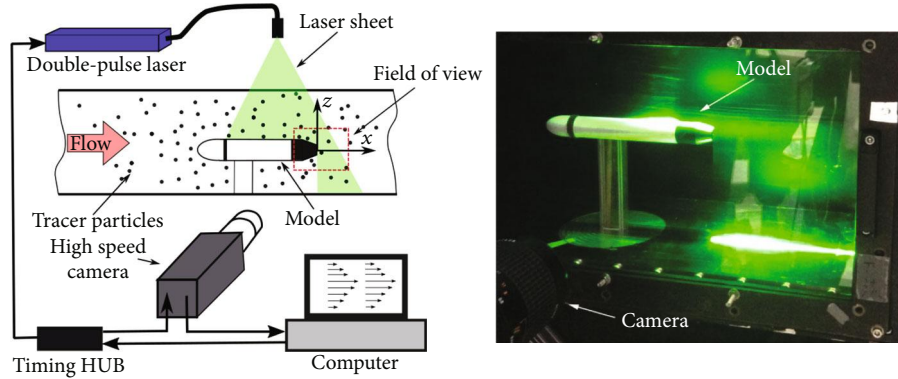 Laser sheet
Double-pulse laser
Field of view
z
x
Flow
Tracer particles
Model
High speed
camera
Timing HUB
Computer
Model
Camera